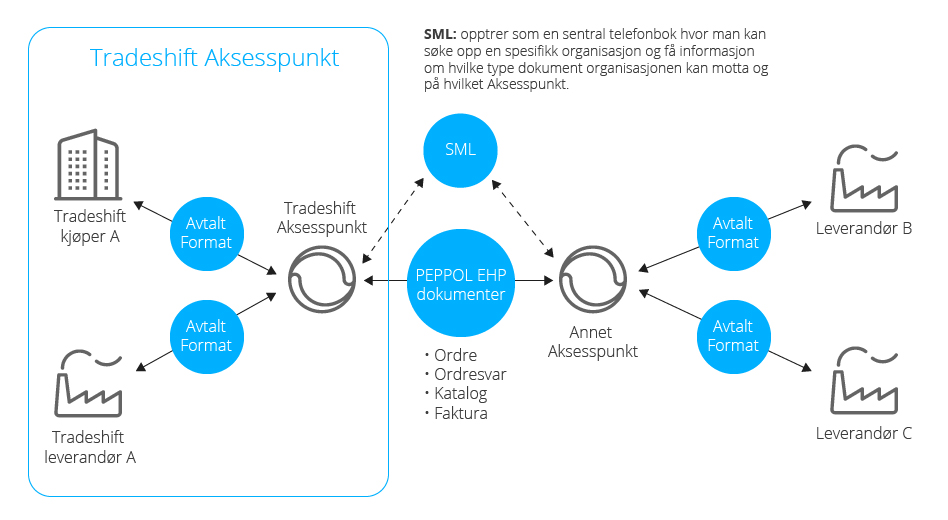 SML: opptrer som en sentral telefonbok hvor man kan
søke opp en spesifikk organisasjon og få informasjon
om hvilke type dokument organisasjonen kan motta og
på hvilket Aksesspunkt.
Tradeshift Aksesspunkt
SML
Tradeshift
kjøper A
Avtalt
Format
Tradeshift
Aksesspunkt
PEPPOL EHP
dokumenter
• Ordre
• Ordresvar
• Katalog
• Faktura
Annet
Aksesspunkt
Avtalt
Format
Leverandør B
Avtalt
Format
Tradeshift
leverandør A
Avtalt
Format
Leverandør C